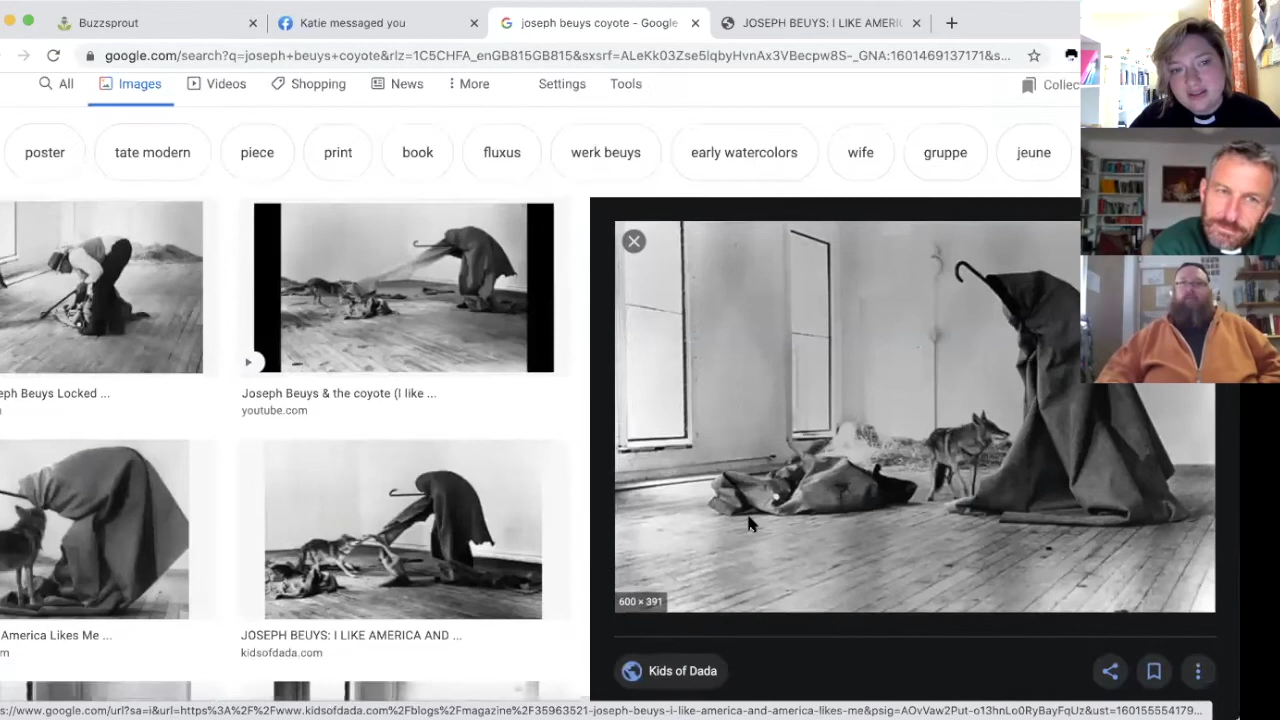 Buzzsprout
Katie messaged you
joseph beuys coyote - Google
JOSEPH BEUYS: I LIKE AMERIC
google.com/search?q=joseph+beuys+coyote&rlz=1C5CHFA_enGB815GB815&sxsrf=ALeKk03Zse5lqbyHvnAx3VBecpw8S-_GNA:1601469137171&s...
All
Images
Videos
Shopping
News
More
Settings
Tools
Collec
poster
tate modern
piece
print
book
fluxus
werk beuys
early watercolors
wife
gruppe
jeune
eph Beuys Locked ...
Joseph Beuys & the coyote (I like ...
youtube.com
America Likes Me ...
m
JOSEPH BEUYS: I LIKE AMERICA AND ...
kidsofdada.com
600 × 391
Kids of Dada
s://www.google.com/url?sa=i&url=https%3A%2F%2Fwww.kidsofdada.com%2Fblogs%2Fmagazine%2F35963521-joseph-beuys-i-like-america-and-america-likes-me&psig=AOvVaw2Put-o13hnLo0RyBayFqUz&ust=160155554179...